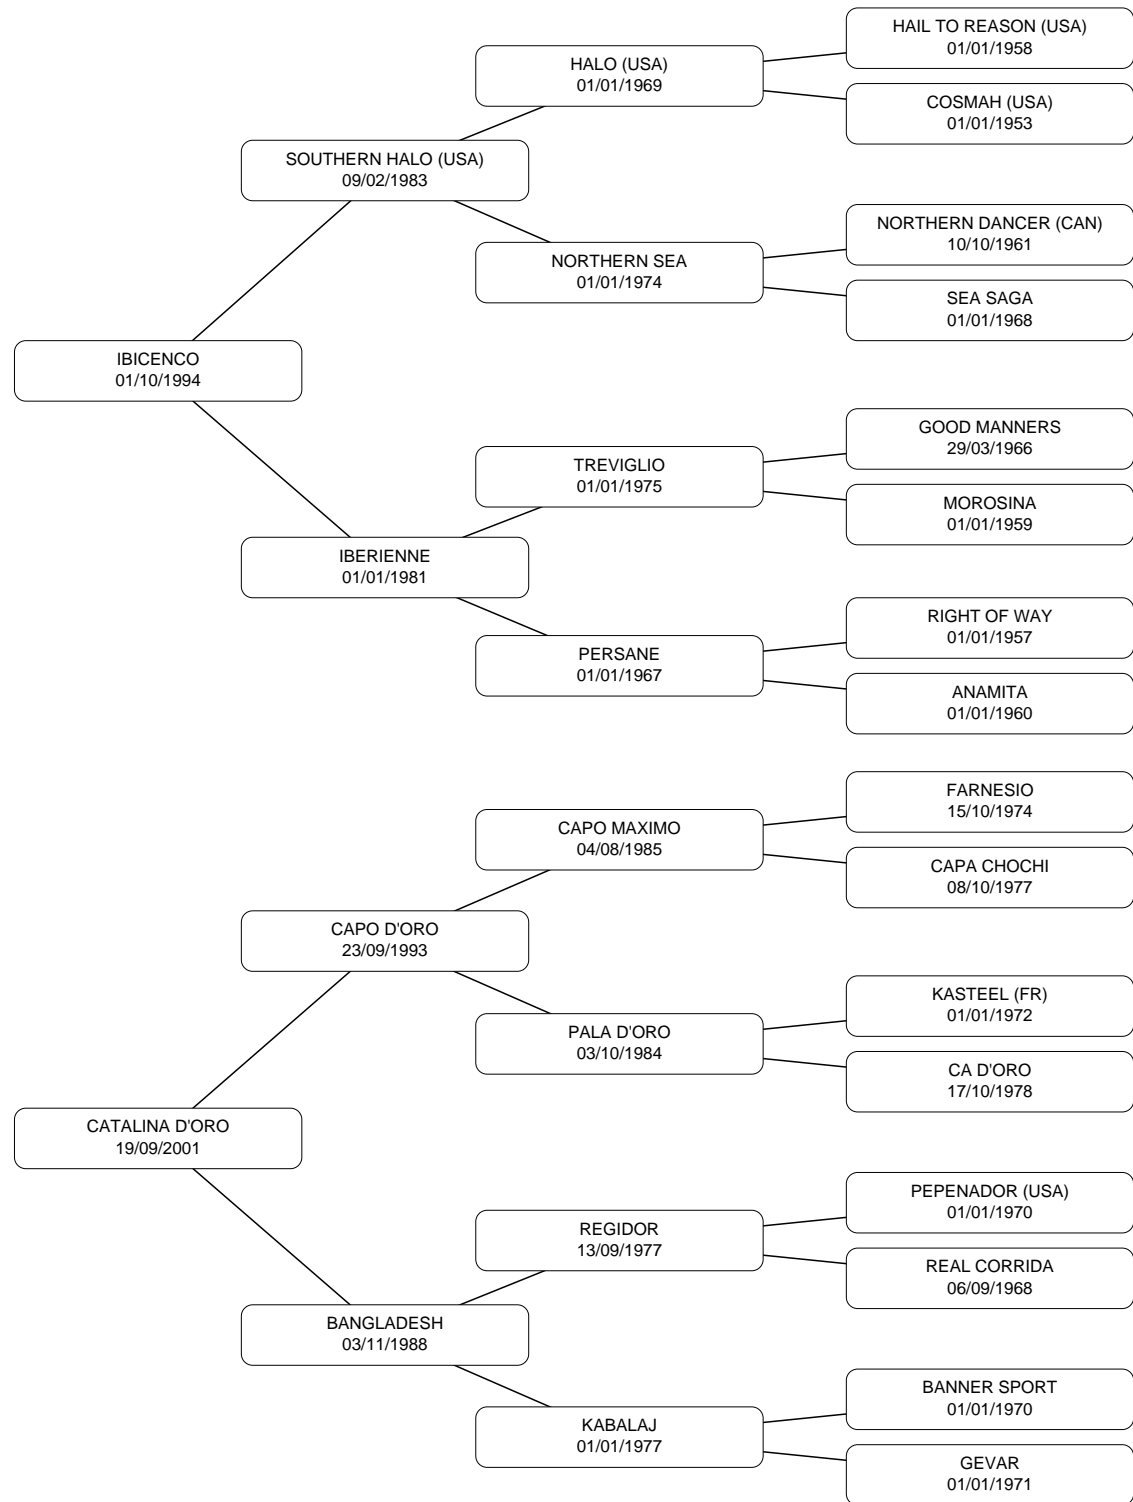 HAIL TO REASON (USA)
01/01/1958
HALO (USA)
01/01/1969
COSMAH (USA)
01/01/1953
SOUTHERN HALO (USA)
09/02/1983
NORTHERN DANCER (CAN)
10/10/1961
NORTHERN SEA
01/01/1974
SEA SAGA
01/01/1968
IBICENCO
01/10/1994
GOOD MANNERS
29/03/1966
TREVIGLIO
01/01/1975
MOROSINA
01/01/1959
IBERIENNE
01/01/1981
RIGHT OF WAY
01/01/1957
PERSANE
01/01/1967
ANAMITA
01/01/1960
FARNESIO
15/10/1974
CAPO MAXIMO
04/08/1985
CAPA CHOCHI
08/10/1977
CAPO D'ORO
23/09/1993
KASTEEL (FR)
01/01/1972
PALA D'ORO
03/10/1984
CA D'ORO
17/10/1978
CATALINA D'ORO
19/09/2001
PEPENADOR (USA)
01/01/1970
REGIDOR
13/09/1977
REAL CORRIDA
06/09/1968
BANGLADESH
03/11/1988
BANNER SPORT
01/01/1970
KABALAJ
01/01/1977
GEVAR
01/01/1971